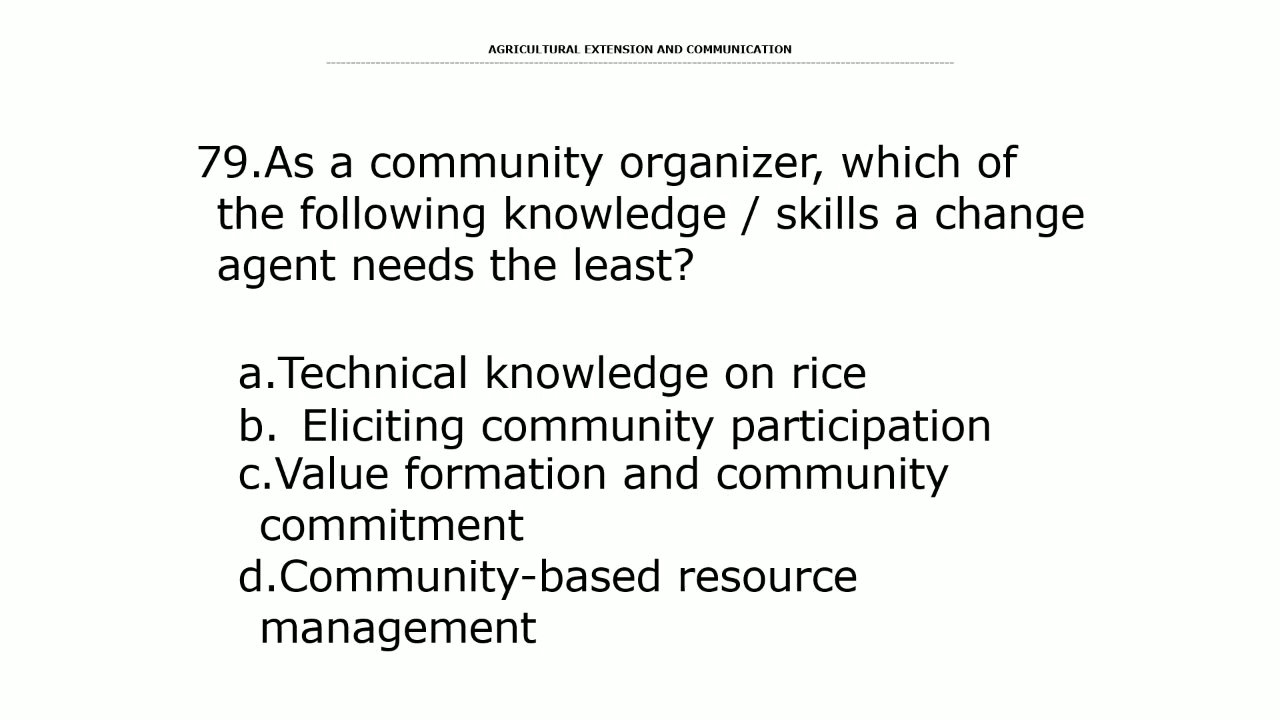 AGRICULTURAL EXTENSION AND COMMUNICATION
79.As a community organizer, which of
the following knowledge / skills a change
agent needs the least?
a.Technical knowledge on rice
b. Eliciting community participation
c.Value formation and community
commitment
d.Community-based resource
management